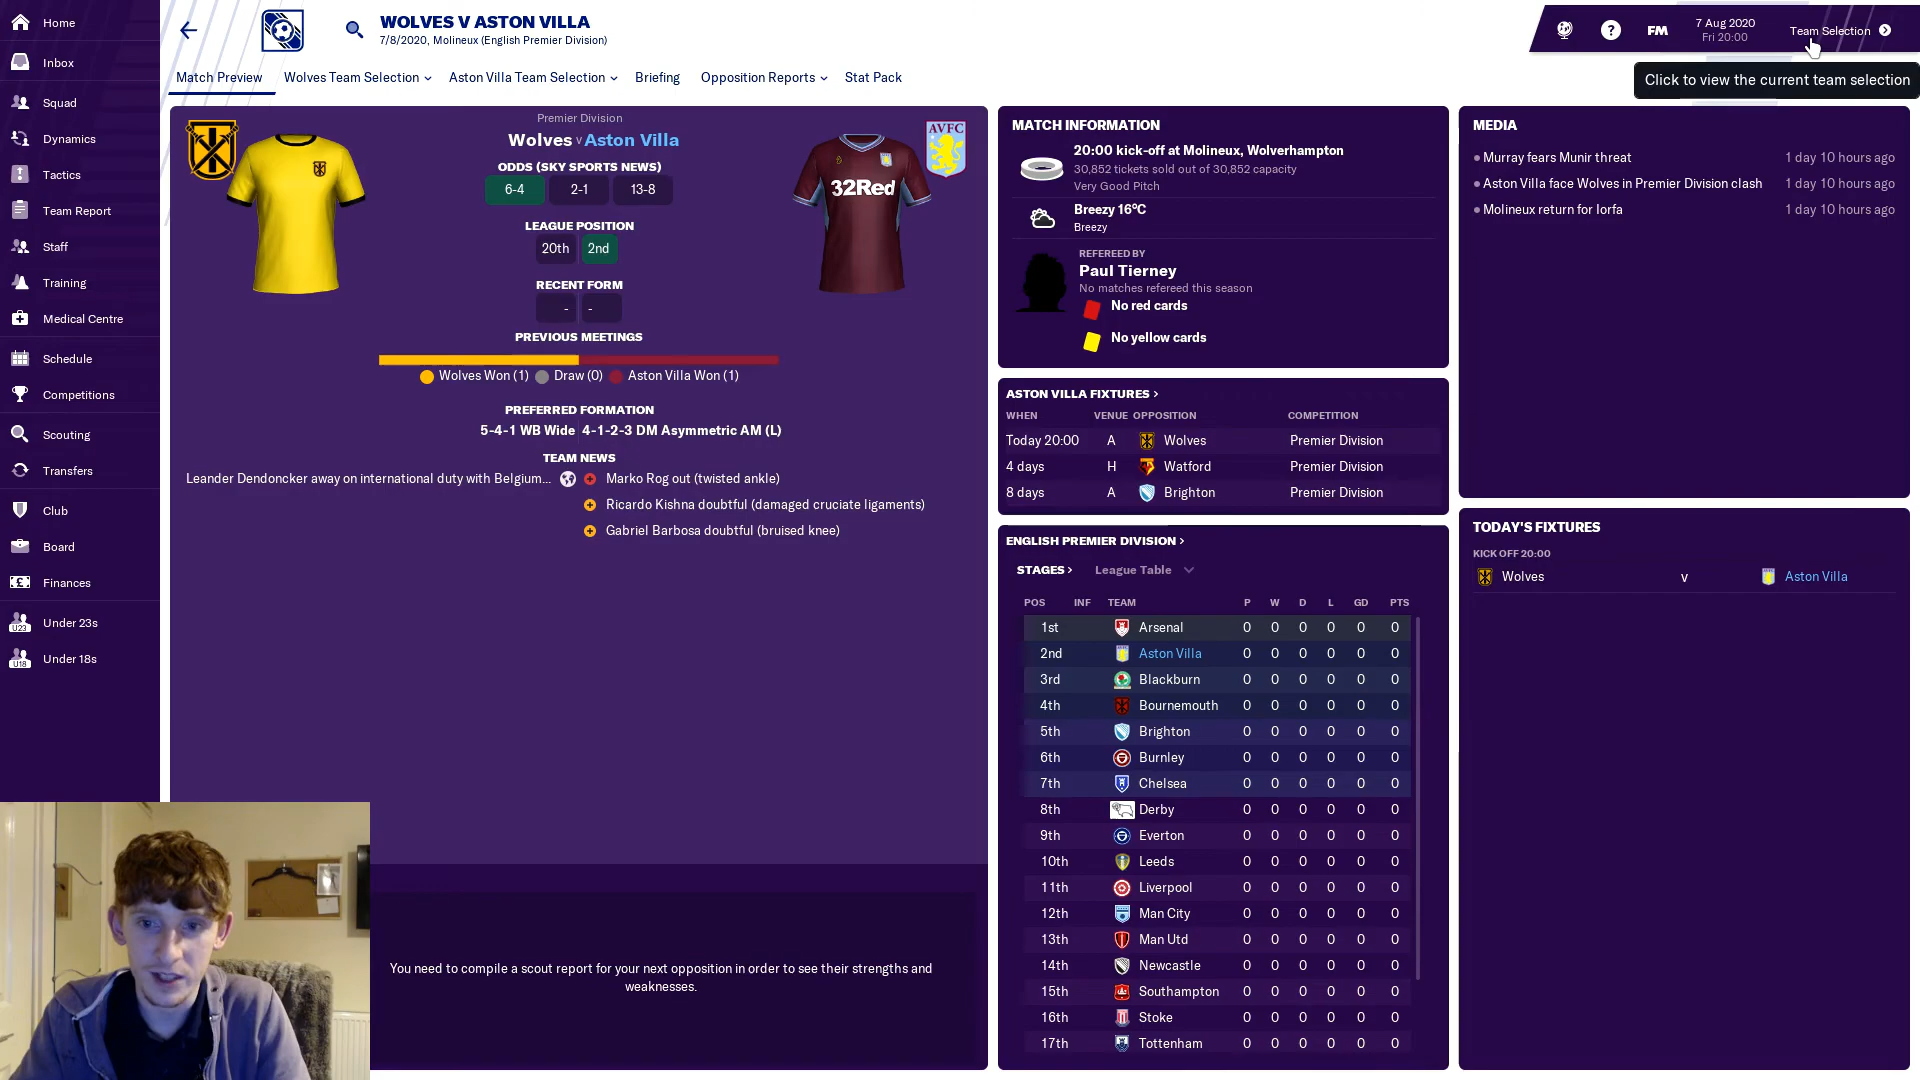 Home
Inbox
Squad
Dynamics
Tactics
Team Report
Staff
Training
Medical Centre
Schedule
Competitions
Scouting
Transfers
Club
Board
Finances
U23
Under 23s
U18
Under 18s
WOLVES V ASTON VILLA
7/8/2020, Molineux (English Premier Division)
? FM
7 Aug 2020
Fri 20:00
Team Selection
Click to view the current team selection
Match Preview Wolves Team Selection Aston Villa Team Selection Briefing Opposition Reports Stat Pack
Premier Division
Wolves v Aston Villa
AVFC
32Red
ODDS (SKY SPORTS NEWS)
6-4 2-1 13-8
LEAGUE POSITION
20th 2nd
RECENT FORM
- -
PREVIOUS MEETINGS
Wolves Won (1) Draw (0) Aston Villa Won (1)
PREFERRED FORMATION
5-4-1 WB Wide 4-1-2-3 DM Asymmetric AM (L)
TEAM NEWS
Leander Dendoncker away on international duty with Belgium...
Marko Rog out (twisted ankle)
Ricardo Kishna doubtful (damaged cruciate ligaments)
Gabriel Barbosa doubtful (bruised knee)
You need to compile a scout report for your next opposition in order to see their strengths and
weaknesses.
MATCH INFORMATION
20:00 kick-off at Molineux, Wolverhampton
30,852 tickets sold out of 30,852 capacity
Very Good Pitch
Breezy 16°C
Breezy
REFEREED BY
Paul Tierney
No matches refereed this season
No red cards
No yellow cards
ASTON VILLA FIXTURES >
WHEN VENUE OPPOSITION COMPETITION
Today 20:00 A Wolves Premier Division
4 days H Watford Premier Division
8 days A Brighton Premier Division
ENGLISH PREMIER DIVISION >
STAGES > League Table
POS INF TEAM P W D L GD PTS
1st Arsenal 0 0 0 0 0 0
2nd Aston Villa 0 0 0 0 0 0
3rd Blackburn 0 0 0 0 0 0
4th Bournemouth 0 0 0 0 0 0
5th Brighton 0 0 0 0 0 0
6th Burnley 0 0 0 0 0 0
7th Chelsea 0 0 0 0 0 0
8th Derby 0 0 0 0 0 0
9th Everton 0 0 0 0 0 0
10th Leeds 0 0 0 0 0 0
11th Liverpool 0 0 0 0 0 0
12th Man City 0 0 0 0 0 0
13th Man Utd 0 0 0 0 0 0
14th Newcastle 0 0 0 0 0 0
15th Southampton 0 0 0 0 0 0
16th Stoke 0 0 0 0 0 0
17th Tottenham 0 0 0 0 0 0
MEDIA
Murray fears Munir threat 1 day 10 hours ago
Aston Villa face Wolves in Premier Division clash 1 day 10 hours ago
Molineux return for Iorfa 1 day 10 hours ago
TODAY'S FIXTURES
KICK OFF 20:00
Wolves v Aston Villa